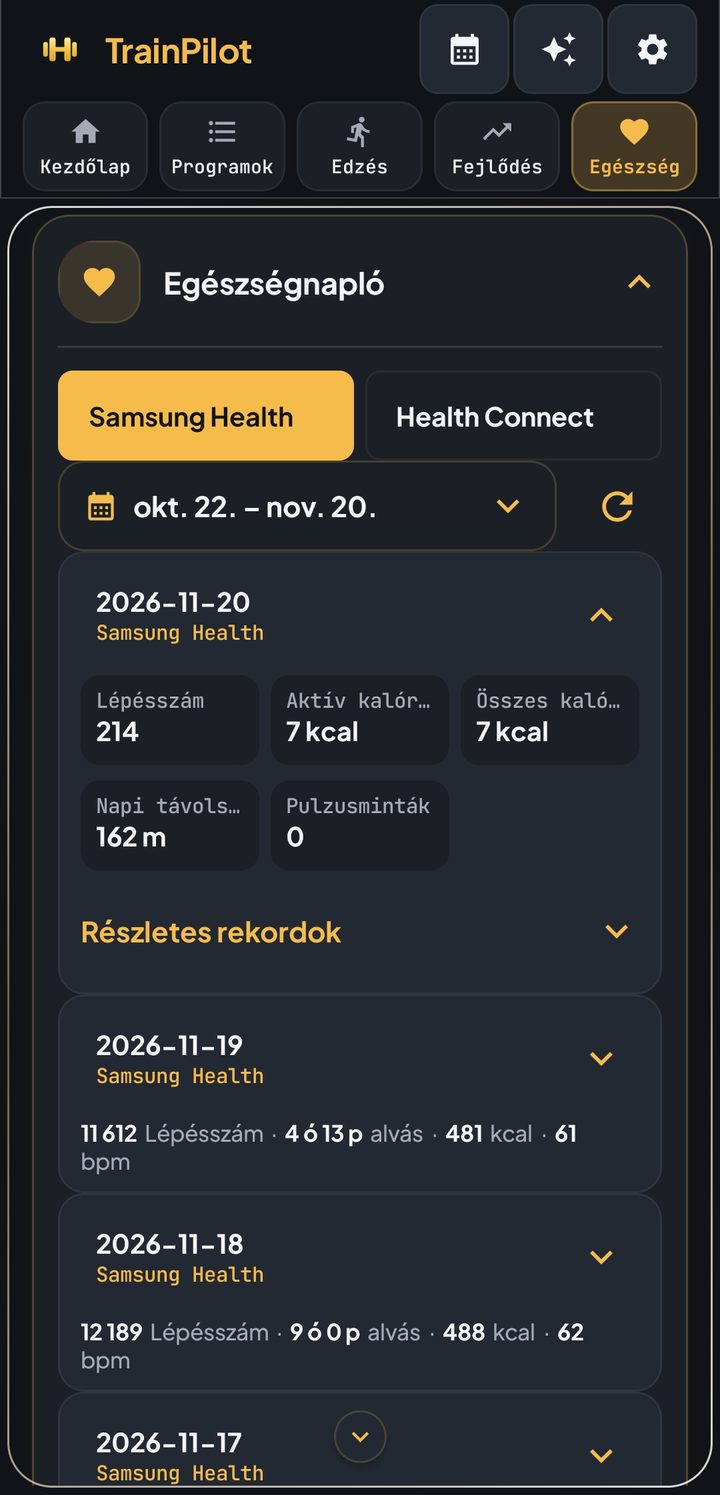 TrainPilot
Kezdőlap
Programok
Edzés
Fejlődés
Egészség
Egészségnapló
Samsung Health
Health Connect
okt. 22. – nov. 20.
2026-11-20
Samsung Health
Lépésszám
214
Aktív kalór…
7 kcal
Összes kaló…
7 kcal
Napi távols…
162 m
Pulzusminták
0
Részletes rekordok
2026-11-19
Samsung Health
11 612 Lépésszám · 4 ó 13 p alvás · 481 kcal · 61
bpm
2026-11-18
Samsung Health
12 189 Lépésszám · 9 ó 0 p alvás · 488 kcal · 62
bpm
2026-11-17
Samsung Health